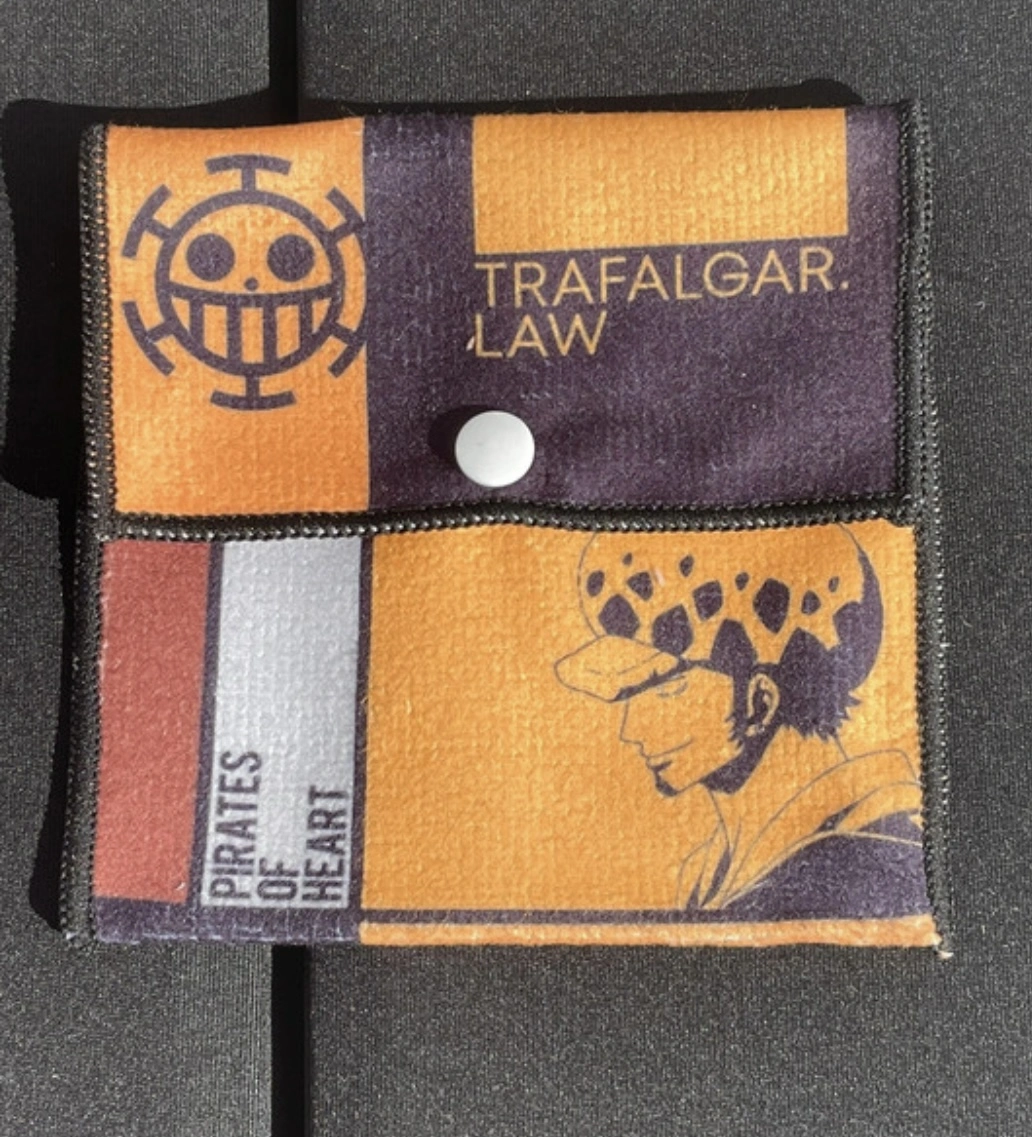 TRAFALGAR.
LAW
PIRATES
OF
HEART